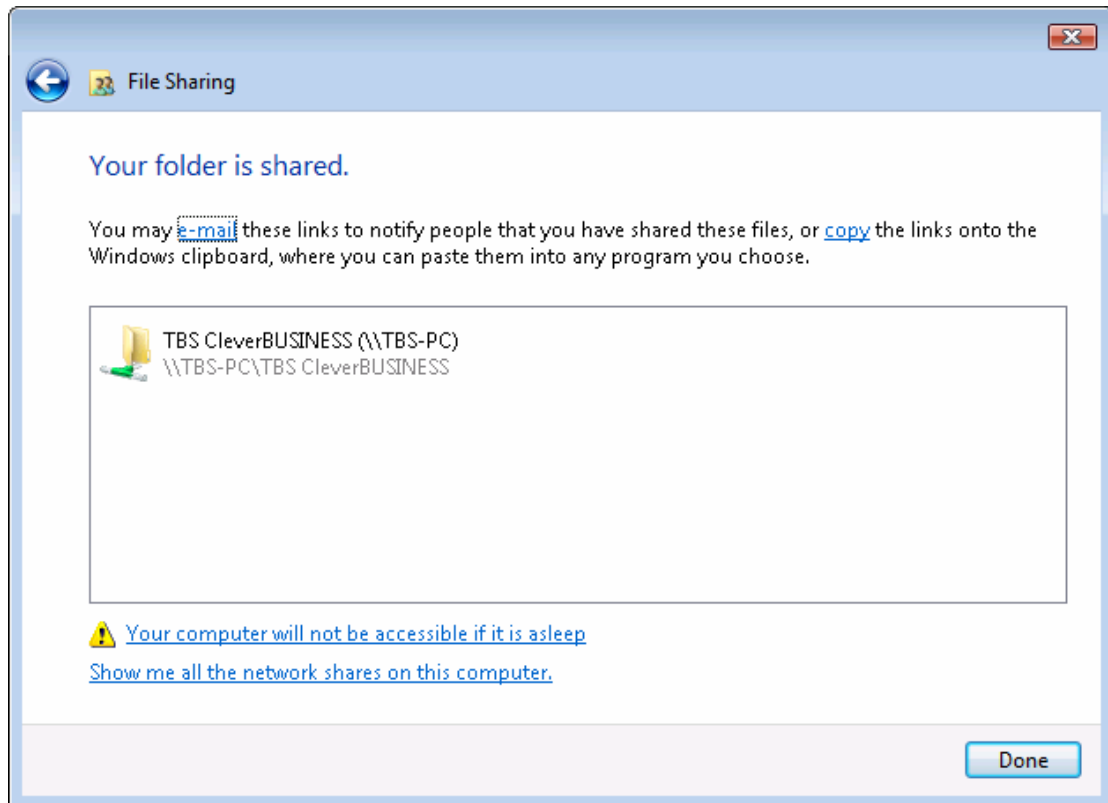 File Sharing
Your folder is shared.
You may e-mail these links to notify people that you have shared these files, or copy the links onto the
Windows clipboard, where you can paste them into any program you choose.
TBS CleverBUSINESS (\\TBS-PC)
\\TBS-PC\TBS CleverBUSINESS
Your computer will not be accessible if it is asleep
Show me all the network shares on this computer.
Done